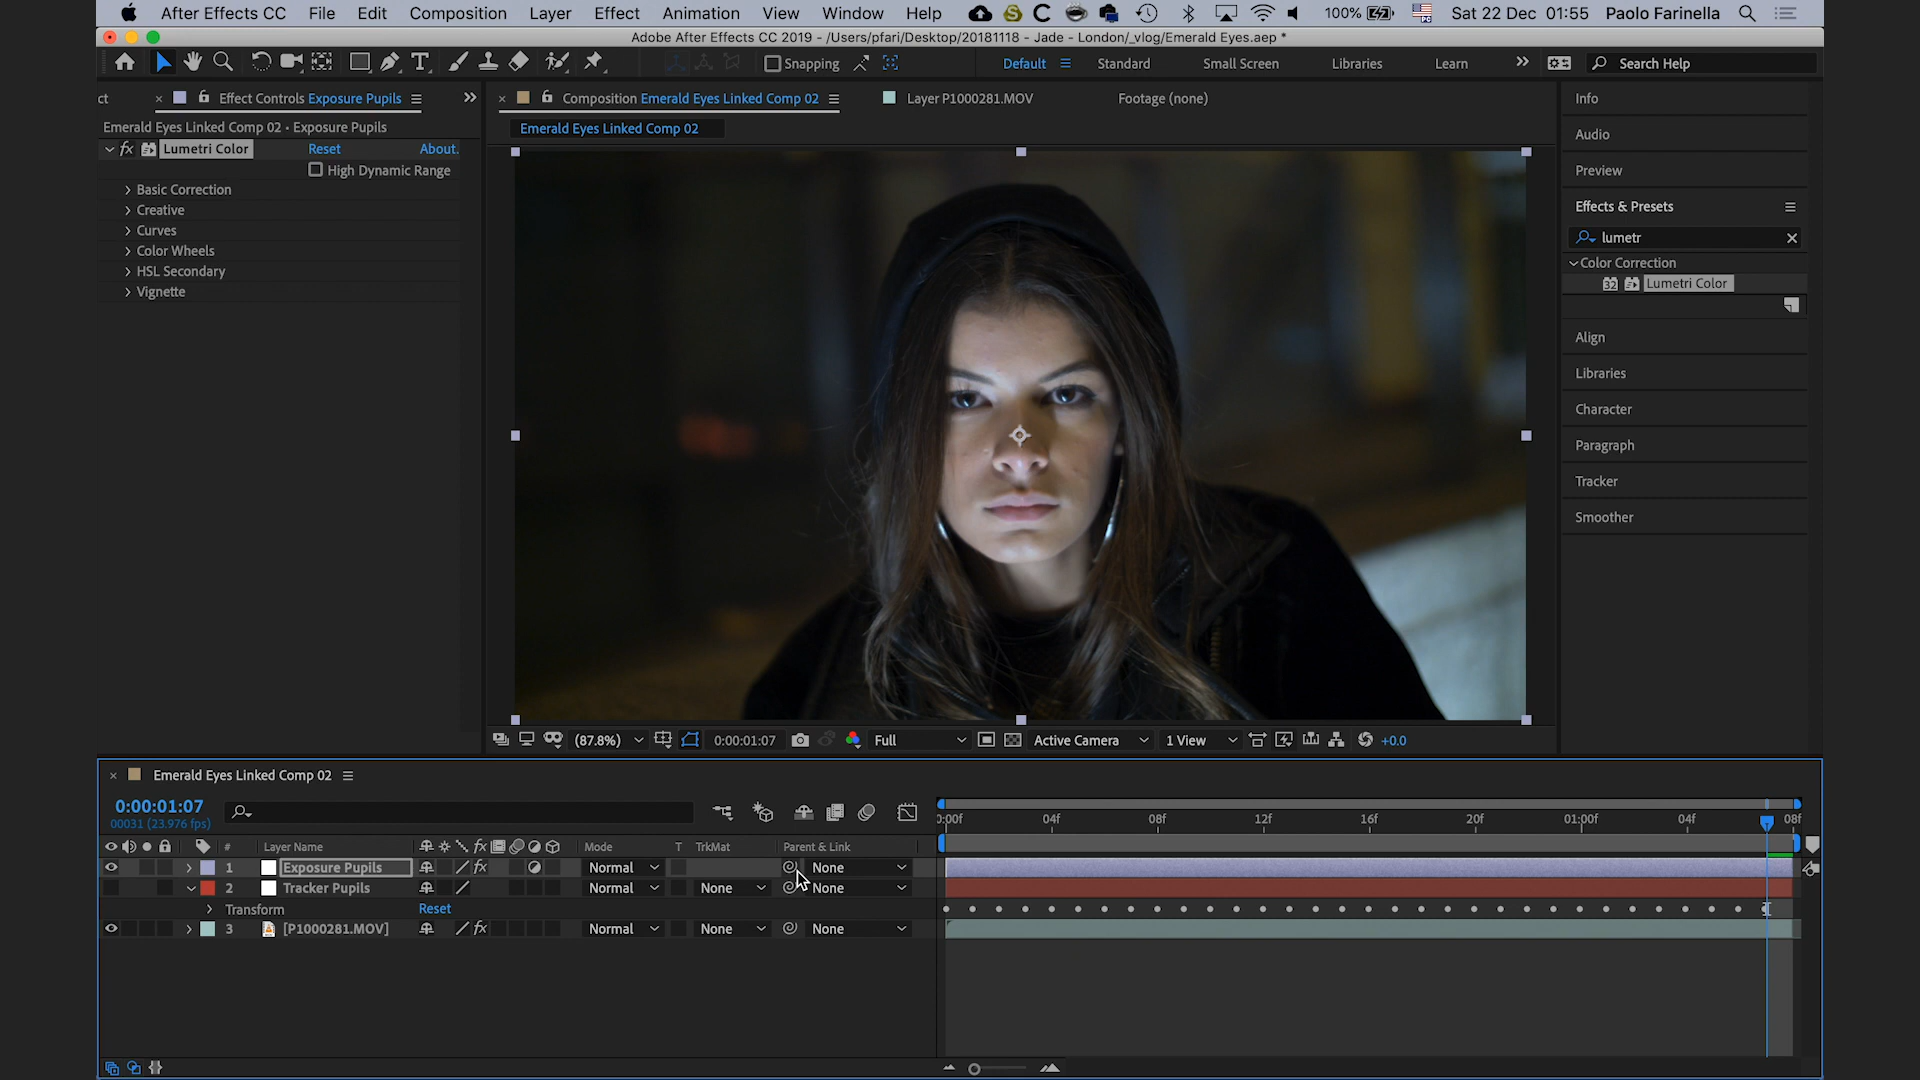 After Effects CC File Edit Composition Layer Effect Animation View Window Help 100% Sat 22 Dec 01:55 Paolo Farinella
Adobe After Effects CC 2019 - /Users/pfari/Desktop/20181118 - Jade - London/_vlog/Emerald Eyes.aep *
Snapping Default Standard Small Screen Libraries Learn Search Help
ct Effect Controls Exposure Pupils
Composition Emerald Eyes Linked Comp 02 Layer P1000281.MOV Footage (none)
Emerald Eyes Linked Comp 02 • Exposure Pupils
Emerald Eyes Linked Comp 02
fx Lumetri Color Reset About.
High Dynamic Range
Basic Correction
Creative
Curves
Color Wheels
HSL Secondary
Vignette
Info
Audio
Preview
Effects & Presets
lumetr
Color Correction
32 Lumetri Color
Align
Libraries
Character
Paragraph
Tracker
Smoother
(87.8%) 0:00:01:07 Full Active Camera 1 View +0.0
Emerald Eyes Linked Comp 02
0:00:01:07
00031 (23.976 fps)
0:00f 04f 08f 12f 16f 20f 01:00f 04f 08f
# Layer Name fx Mode T TrkMat Parent & Link
1 Exposure Pupils fx Normal None
2 Tracker Pupils Normal None None
Transform Reset
3 [P1000281.MOV] fx Normal None None